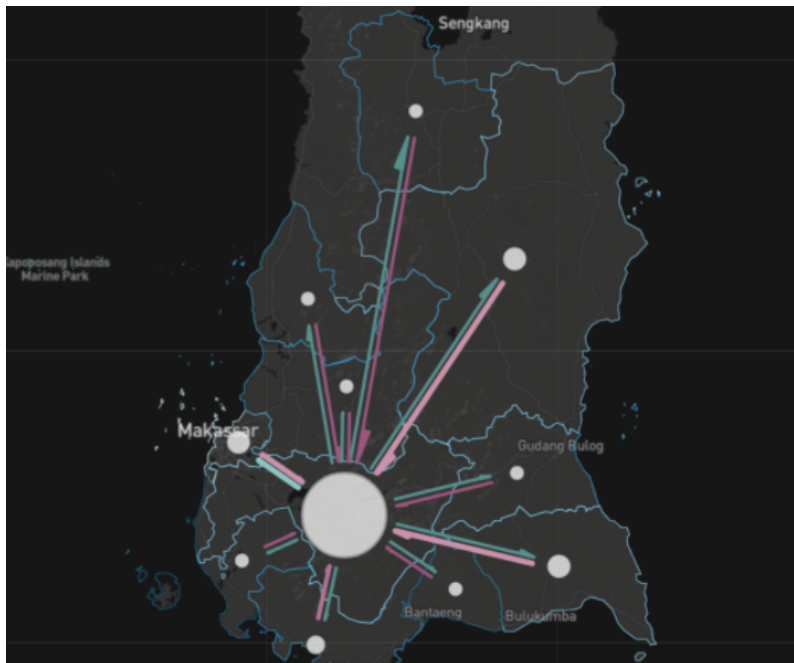 Sengkang
Kapoposang Islands
Marine Park
Makassar
Gudang Bulog
Bantaeng
Bulukumba